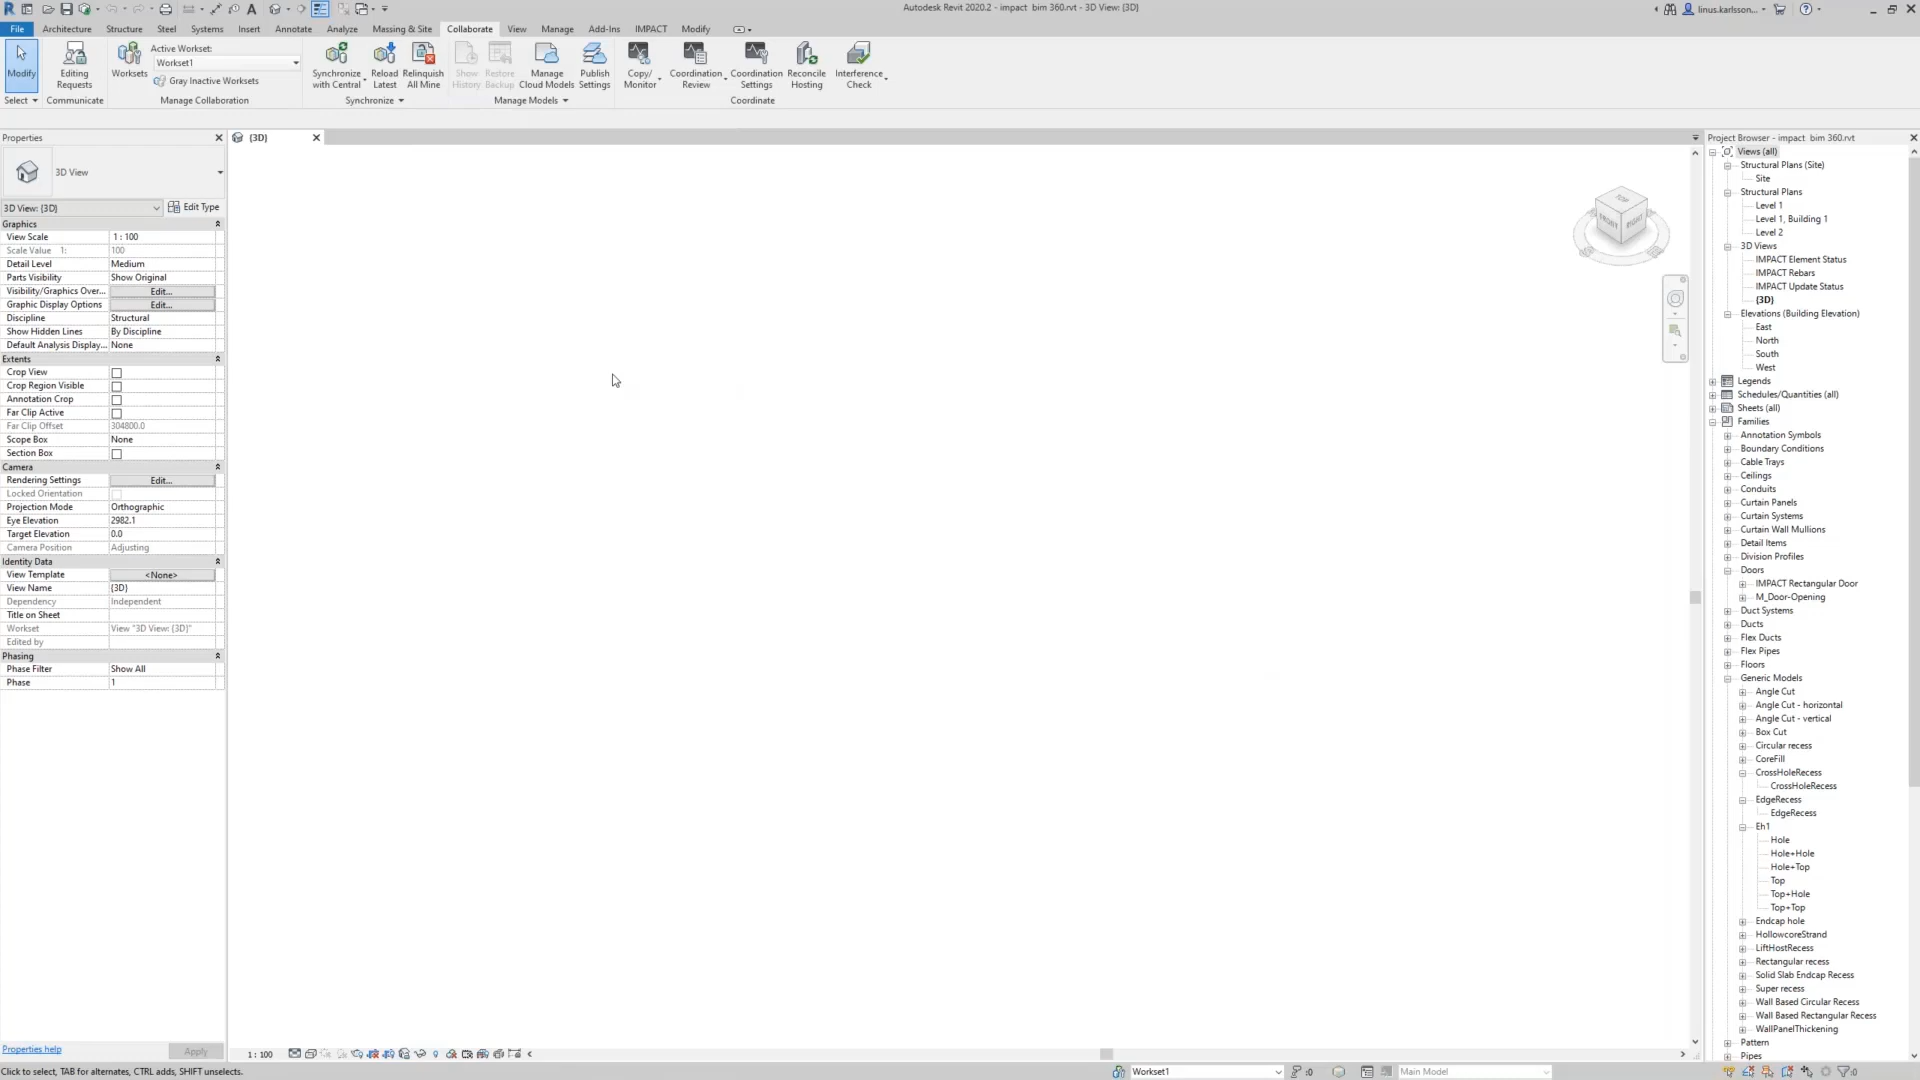 Autodesk Revit 2020.2 - impact bim 360.rvt - 3D View: {3D}
linus.karlsson...
File Architecture Structure Steel Systems Insert Annotate Analyze Massing & Site Collaborate View Manage Add-Ins IMPACT Modify
Modify
Editing Requests
Worksets
Active Workset:
Workset1
Gray Inactive Worksets
Synchronize with Central
Reload Latest
Relinquish All Mine
Show History
Restore Backup
Manage Cloud Models
Publish Settings
Copy/ Monitor
Coordination Review
Coordination Settings
Reconcile Hosting
Interference Check
Select Communicate Manage Collaboration Synchronize Manage Models Coordinate
Properties
3D View
3D View: {3D}
Edit Type
Graphics
View Scale 1 : 100
Scale Value 1: 100
Detail Level Medium
Parts Visibility Show Original
Visibility/Graphics Over... Edit...
Graphic Display Options Edit...
Discipline Structural
Show Hidden Lines By Discipline
Default Analysis Display... None
Extents
Crop View
Crop Region Visible
Annotation Crop
Far Clip Active
Far Clip Offset 304800.0
Scope Box None
Section Box
Camera
Rendering Settings Edit...
Locked Orientation
Projection Mode Orthographic
Eye Elevation 2982.1
Target Elevation 0.0
Camera Position Adjusting
Identity Data
View Template <None>
View Name {3D}
Dependency Independent
Title on Sheet
Workset View "3D View: {3D}"
Edited by
Phasing
Phase Filter Show All
Phase 1
Properties help
Apply
{3D}
TOP
FRONT
RIGHT
1 : 100
Project Browser - impact bim 360.rvt
Views (all)
Structural Plans (Site)
Site
Structural Plans
Level 1
Level 1, Building 1
Level 2
3D Views
IMPACT Element Status
IMPACT Rebars
IMPACT Update Status
{3D}
Elevations (Building Elevation)
East
North
South
West
Legends
Schedules/Quantities (all)
Sheets (all)
Families
Annotation Symbols
Boundary Conditions
Cable Trays
Ceilings
Conduits
Curtain Panels
Curtain Systems
Curtain Wall Mullions
Detail Items
Division Profiles
Doors
IMPACT Rectangular Door
M_Door-Opening
Duct Systems
Ducts
Flex Ducts
Flex Pipes
Floors
Generic Models
Angle Cut
Angle Cut - horizontal
Angle Cut - vertical
Box Cut
Circular recess
CoreFill
CrossHoleRecess
CrossHoleRecess
EdgeRecess
EdgeRecess
Eh1
Hole
Hole+Hole
Hole+Top
Top
Top+Hole
Top+Top
Endcap hole
HollowcoreStrand
LiftHostRecess
Rectangular recess
Solid Slab Endcap Recess
Super recess
Wall Based Circular Recess
Wall Based Rectangular Recess
WallPanelThickening
Pattern
Pipes
Click to select, TAB for alternates, CTRL adds, SHIFT unselects.
Workset1
:0
Main Model
:0